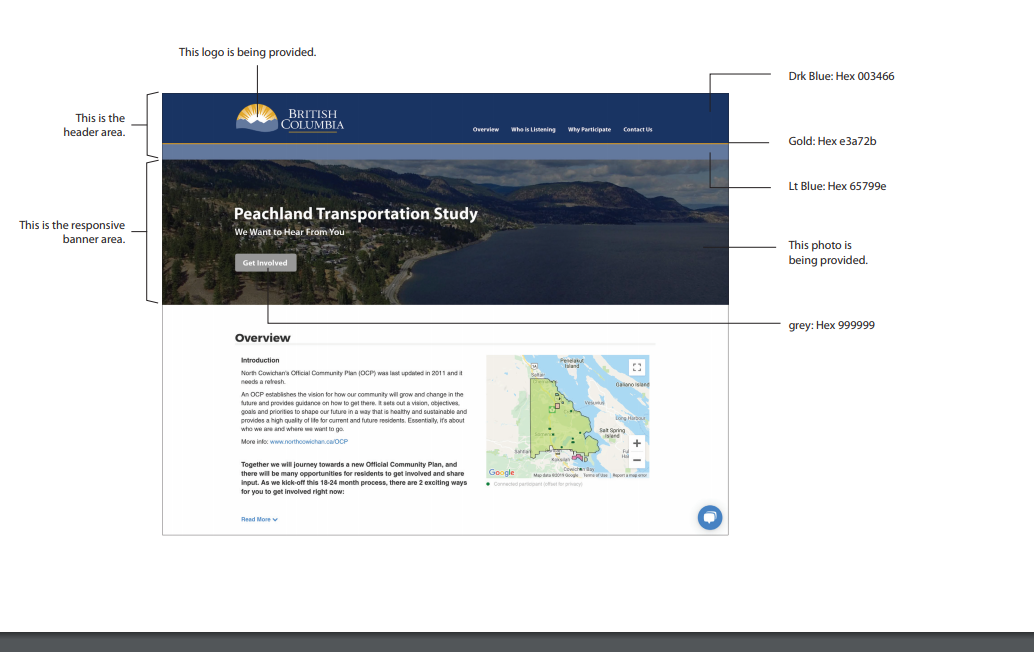 This logo is being provided.
Drk Blue: Hex 003466
This is the
header area.
BRITISH
COLUMBIA
Overview Who is Listening Why Participate Contact Us
Gold: Hex e3a72b
Lt Blue: Hex 65799e
This is the responsive
banner area.
Peachland Transportation Study
We Want to Hear From You
Get Involved
This photo is
being provided.
grey: Hex 999999
Overview
Introduction
North Cowichan's Official Community Plan (OCP) was last updated in 2011 and it
needs a refresh.
An OCP establishes the vision for how our community will grow and change in the
future and provides guidance on how to get there. It sets out a vision, objectives,
goals and priorities to shape our future in a way that is healthy and sustainable and
provides a high quality of life for current and future residents. Essentially, it's about
who we are and where we want to go.
More info: www.northcowichan.ca/OCP
Together we will journey towards a new Official Community Plan, and
there will be many opportunities for residents to get involved and share
input. As we kick-off this 18-24 month process, there are 2 exciting ways
for you to get involved right now:
Read More
Penelakut
Island
Galiano Island
Vesuvius
Long Harbour
Salt Spring
Island
Cowichan Bay
Google
Map data ©2019 Google Terms of Use Report a map error
Connected participant (offset for privacy)